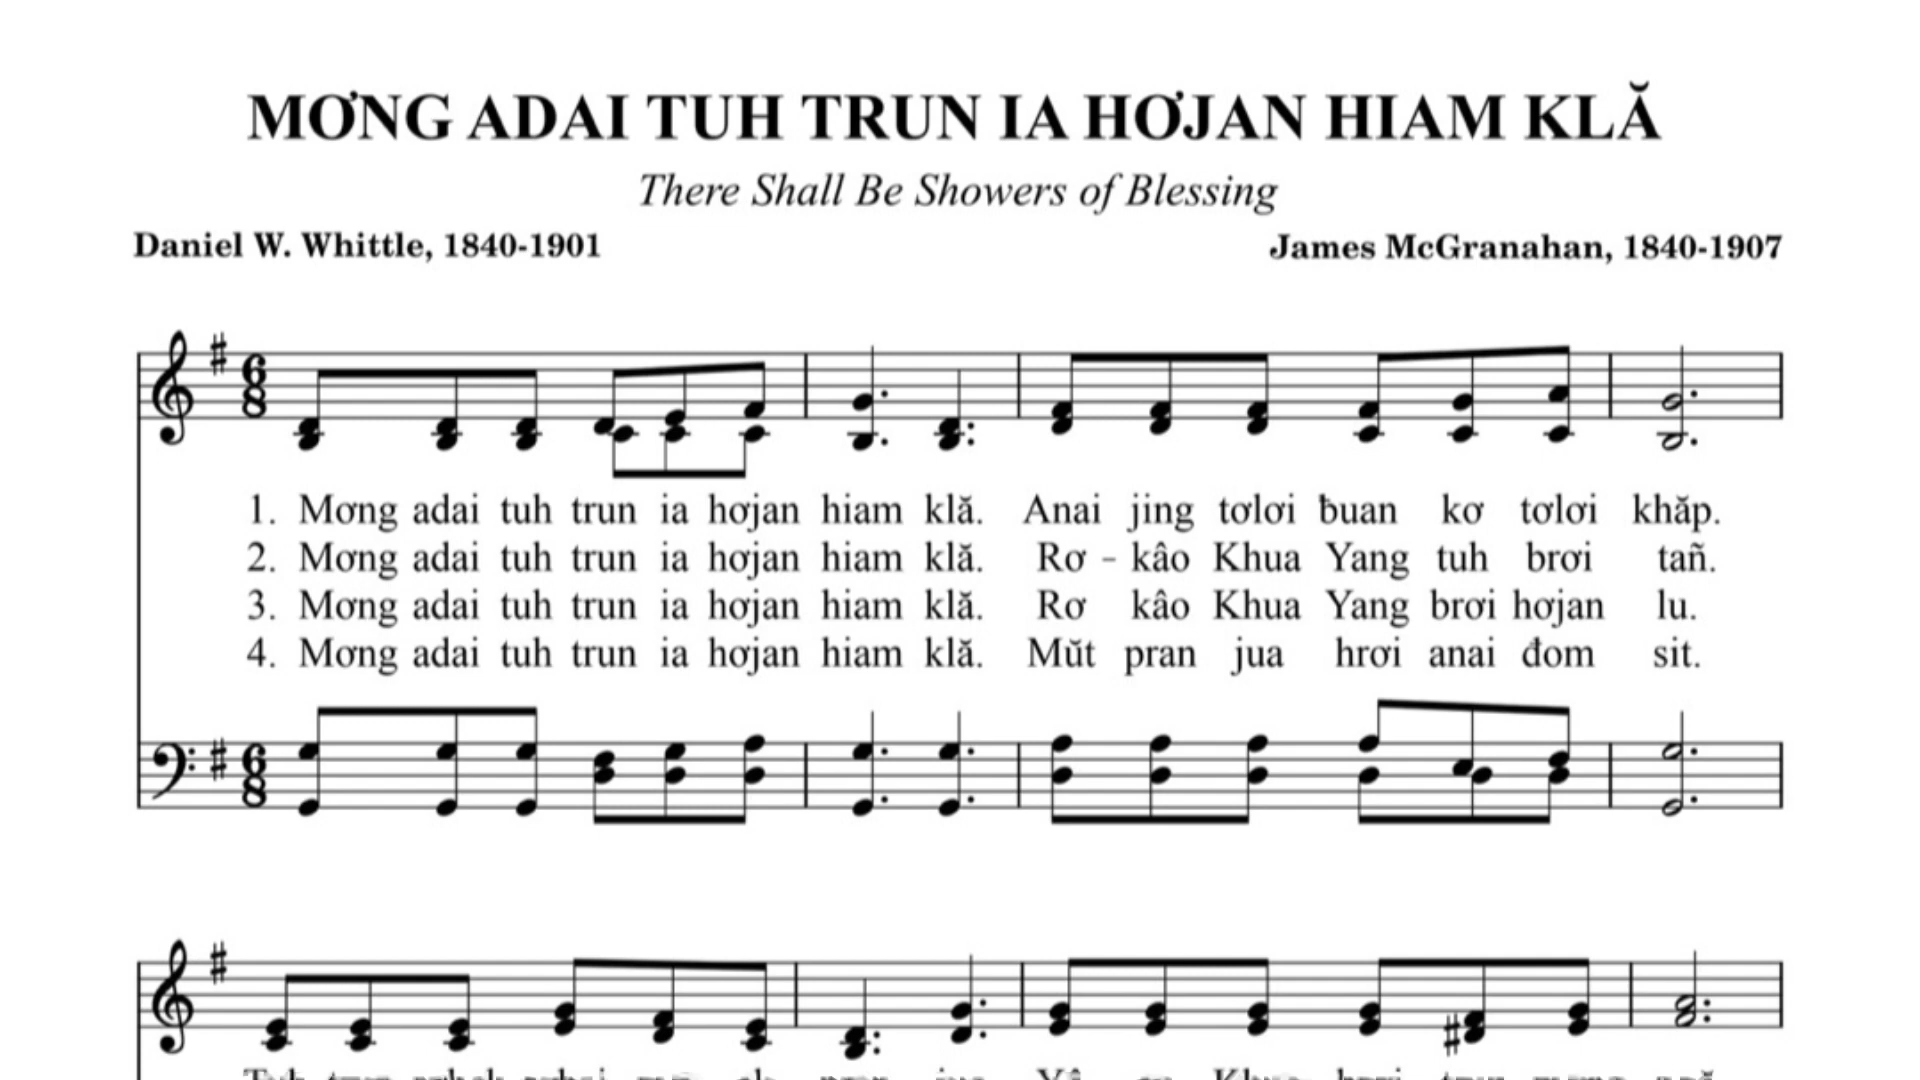 MƠNG ADAI TUH TRUN IA HƠJAN HIAM KLĂ
There Shall Be Showers of Blessing
Daniel W. Whittle, 1840-1901
James McGranahan, 1840-1907
1. Mơng adai tuh trun ia hơjan hiam klă. Anai jing tơlơi ƀuan kơ tơlơi khăp.
2. Mơng adai tuh trun ia hơjan hiam klă. Rơ - kâo Khua Yang tuh brơi tañ.
3. Mơng adai tuh trun ia hơjan hiam klă. Rơ kâo Khua Yang brơi hơjan lu.
4. Mơng adai tuh trun ia hơjan hiam klă. Mŭt pran jua hrơi anai đom sit.